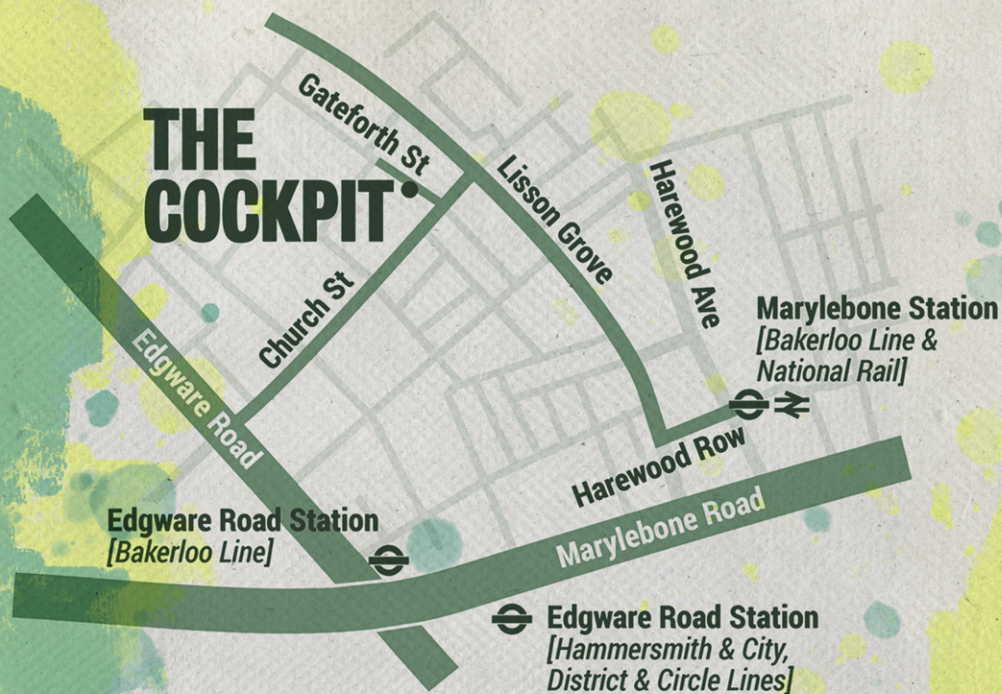 Gateforth St
THE
COCKPIT
Lisson Grove
Harewood Ave
Church St
Marylebone Station
[Bakerloo Line &
National Rail]
Edgware Road
Harewood Row
Marylebone Road
Edgware Road Station
[Bakerloo Line]
Edgware Road Station
[Hammersmith & City,
District & Circle Lines]